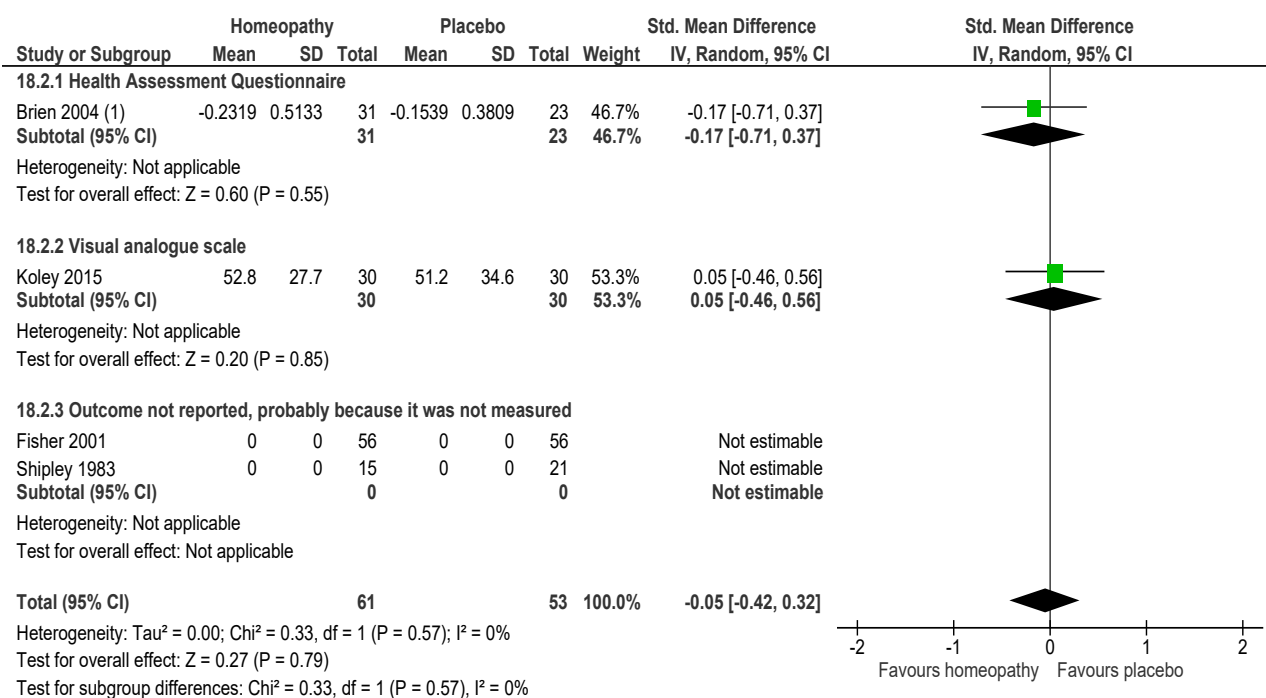 Homeopathy Placebo Std. Mean Difference Std. Mean Difference
Study or Subgroup Mean SD Total Mean SD Total Weight IV, Random, 95% CI IV, Random, 95% CI
18.2.1 Health Assessment Questionnaire
Brien 2004 (1) -0.2319 0.5133 31 -0.1539 0.3809 23 46.7% -0.17 [-0.71, 0.37]
Subtotal (95% CI) 31 23 46.7% -0.17 [-0.71, 0.37]
Heterogeneity: Not applicable
Test for overall effect: Z = 0.60 (P = 0.55)
18.2.2 Visual analogue scale
Koley 2015 52.8 27.7 30 51.2 34.6 30 53.3% 0.05 [-0.46, 0.56]
Subtotal (95% CI) 30 30 53.3% 0.05 [-0.46, 0.56]
Heterogeneity: Not applicable
Test for overall effect: Z = 0.20 (P = 0.85)
18.2.3 Outcome not reported, probably because it was not measured
Fisher 2001 0 0 56 0 0 56 Not estimable
Shipley 1983 0 0 15 0 0 21 Not estimable
Subtotal (95% CI) 0 0 Not estimable
Heterogeneity: Not applicable
Test for overall effect: Not applicable
Total (95% CI) 61 53 100.0% -0.05 [-0.42, 0.32]
Heterogeneity: Tau² = 0.00; Chi² = 0.33, df = 1 (P = 0.57); I² = 0%
Test for overall effect: Z = 0.27 (P = 0.79)
Test for subgroup differences: Chi² = 0.33, df = 1 (P = 0.57), I² = 0%
-2 -1 0 1 2
Favours homeopathy Favours placebo